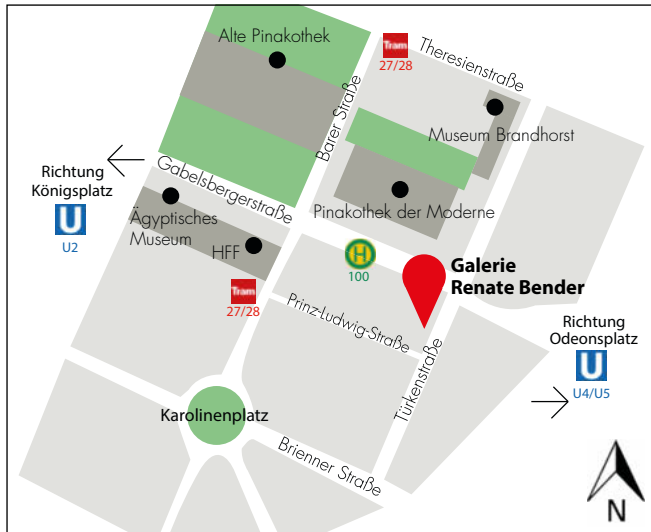 Alte Pinakothek
Tram
27/28
Theresienstraße
Barer Straße
Museum Brandhorst
Richtung
Königsplatz
U
U2
Gabelsbergerstraße
Ägyptisches
Museum
HFF
Pinakothek der Moderne
H
100
Galerie
Renate Bender
Tram
27/28
Prinz-Ludwig-Straße
Türkenstraße
Richtung
Odeonsplatz
U
U4/U5
Karolinenplatz
Brienner Straße
N